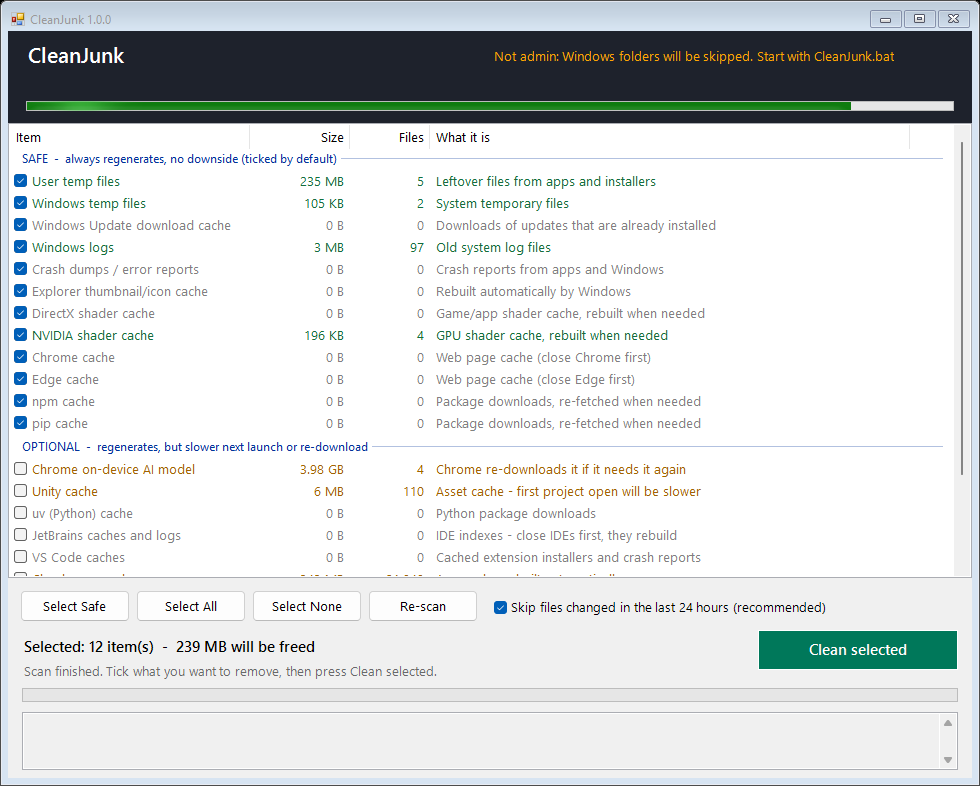 CleanJunk 1.0.0
CleanJunk
Not admin: Windows folders will be skipped. Start with CleanJunk.bat
Item Size Files What it is
SAFE - always regenerates, no downside (ticked by default)
User temp files 235 MB 5 Leftover files from apps and installers
Windows temp files 105 KB 2 System temporary files
Windows Update download cache 0 B 0 Downloads of updates that are already installed
Windows logs 3 MB 97 Old system log files
Crash dumps / error reports 0 B 0 Crash reports from apps and Windows
Explorer thumbnail/icon cache 0 B 0 Rebuilt automatically by Windows
DirectX shader cache 0 B 0 Game/app shader cache, rebuilt when needed
NVIDIA shader cache 196 KB 4 GPU shader cache, rebuilt when needed
Chrome cache 0 B 0 Web page cache (close Chrome first)
Edge cache 0 B 0 Web page cache (close Edge first)
npm cache 0 B 0 Package downloads, re-fetched when needed
pip cache 0 B 0 Package downloads, re-fetched when needed
OPTIONAL - regenerates, but slower next launch or re-download
Chrome on-device AI model 3.98 GB 4 Chrome re-downloads it if it needs it again
Unity cache 6 MB 110 Asset cache - first project open will be slower
uv (Python) cache 0 B 0 Python package downloads
JetBrains caches and logs 0 B 0 IDE indexes - close IDEs first, they rebuild
VS Code caches 0 B 0 Cached extension installers and crash reports
Select Safe Select All Select None Re-scan Skip files changed in the last 24 hours (recommended)
Selected: 12 item(s) - 239 MB will be freed
Clean selected
Scan finished. Tick what you want to remove, then press Clean selected.